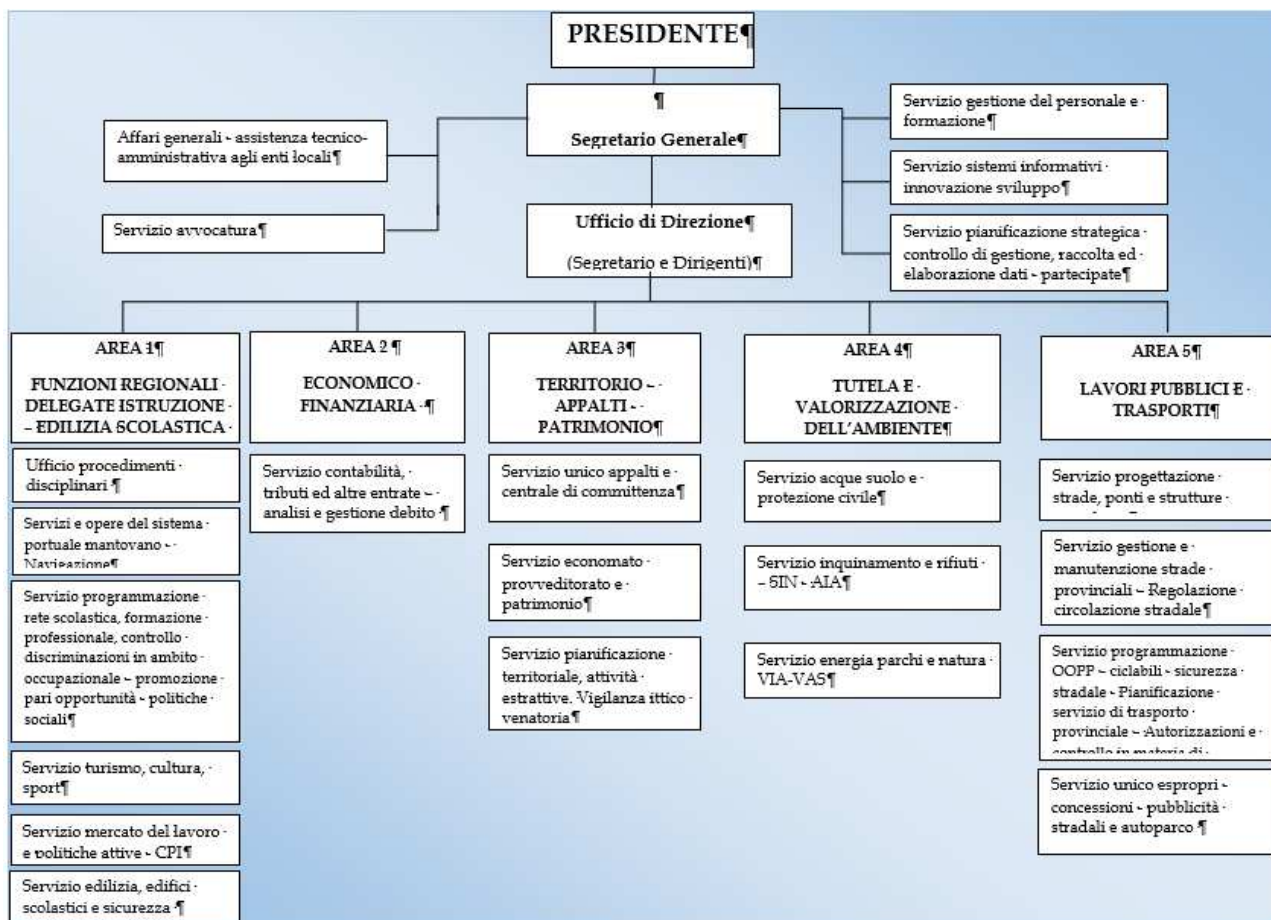 PRESIDENTE¶
¶
Segretario Generale¶
Affari generali - assistenza tecnico-
amministrativa agli enti locali¶
Servizio avvocatura¶
Servizio gestione del personale e ·
formazione¶
Servizio sistemi informativi ·
innovazione sviluppo¶
Servizio pianificazione strategica ·
controllo di gestione, raccolta ed ·
elaborazione dati - partecipate¶
Ufficio di Direzione¶
(Segretario e Dirigenti)¶
AREA 1¶
FUNZIONI REGIONALI ·
DELEGATE ISTRUZIONE ·
– EDILIZIA SCOLASTICA ·
Ufficio procedimenti ·
disciplinari ¶
Servizi e opere del sistema ·
portuale mantovano - ·
Navigazione¶
Servizio programmazione ·
rete scolastica, formazione ·
professionale, controllo ·
discriminazioni in ambito ·
occupazionale – promozione ·
pari opportunità - politiche ·
sociali¶
Servizio turismo, cultura, ·
sport¶
Servizio mercato del lavoro ·
e politiche attive - CPI¶
Servizio edilizia, edifici ·
scolastici e sicurezza ·¶
AREA 2 ¶
ECONOMICO ·
FINANZIARIA ·¶
Servizio contabilità, ·
tributi ed altre entrate – ·
analisi e gestione debito ¶
AREA 3¶
TERRITORIO – ·
APPALTI - ·
PATRIMONIO¶
Servizio unico appalti e ·
centrale di committenza¶
Servizio economato ·
provveditorato e ·
patrimonio¶
Servizio pianificazione ·
territoriale, attività ·
estrattive. Vigilanza ittico ·
venatoria¶
AREA 4¶
TUTELA E ·
VALORIZZAZIONE ·
DELL'AMBIENTE¶
Servizio acque suolo e ·
protezione civile¶
Servizio inquinamento e rifiuti ·
– SIN - AIA¶
Servizio energia parchi e natura ·
VIA-VAS¶
AREA 5¶
LAVORI PUBBLICI E ·
TRASPORTI¶
Servizio progettazione ·
strade, ponti e strutture ·
Servizio gestione e ·
manutenzione strade ·
provinciali – Regolazione ·
circolazione stradale¶
Servizio programmazione ·
OOPP – ciclabili - sicurezza ·
stradale - Pianificazione ·
servizio di trasporto ·
provinciale – Autorizzazioni e ·
controllo in materia di ·
Servizio unico espropri - ·
concessioni - pubblicità ·
stradali e autoparco ¶